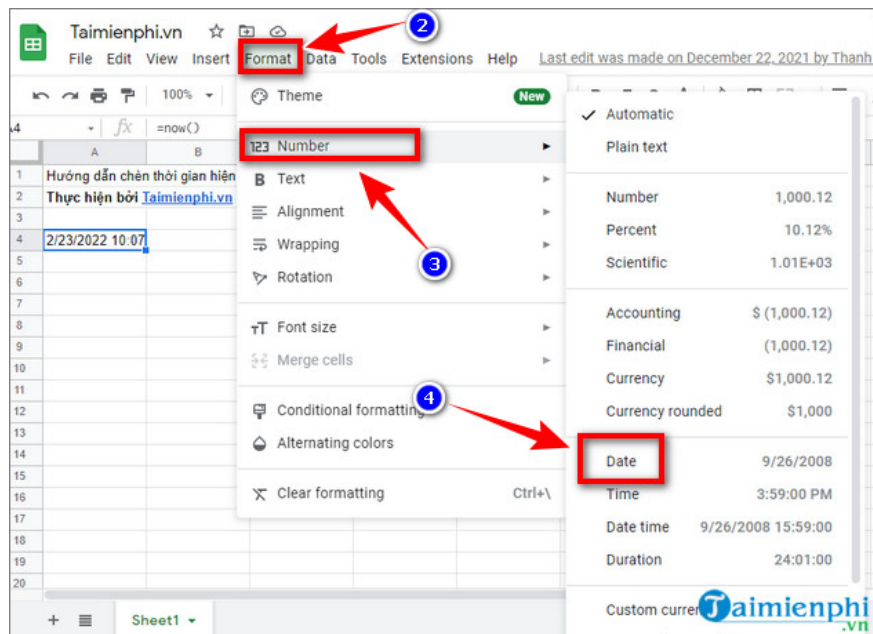 Taimienphi.vn
2
File Edit View Insert Format Data Tools Extensions Help Last edit was made on December 22, 2021 by Thanh
100%
Theme New
Automatic
fx =now()
123 Number
Plain text
A B
1 Hướng dẫn chèn thời gian hiện
B Text
2 Thực hiện bởi Taimienphi.vn
Number 1,000.12
3
Alignment
Percent 10.12%
4 2/23/2022 10:07
Wrapping
3
Scientific 1.01E+03
5
6
Rotation
7
Accounting $ (1,000.12)
8
Font size
Financial (1,000.12)
9
10
Merge cells
Currency $1,000.12
11
4
12
Conditional formatting
Currency rounded $1,000
13
Alternating colors
14
Date 9/26/2008
15
16
Clear formatting Ctrl+\
Time 3:59:00 PM
17
Date time 9/26/2008 15:59:00
18
19
Duration 24:01:00
20
Sheet1
Custom curre
Taimienphi
.vn